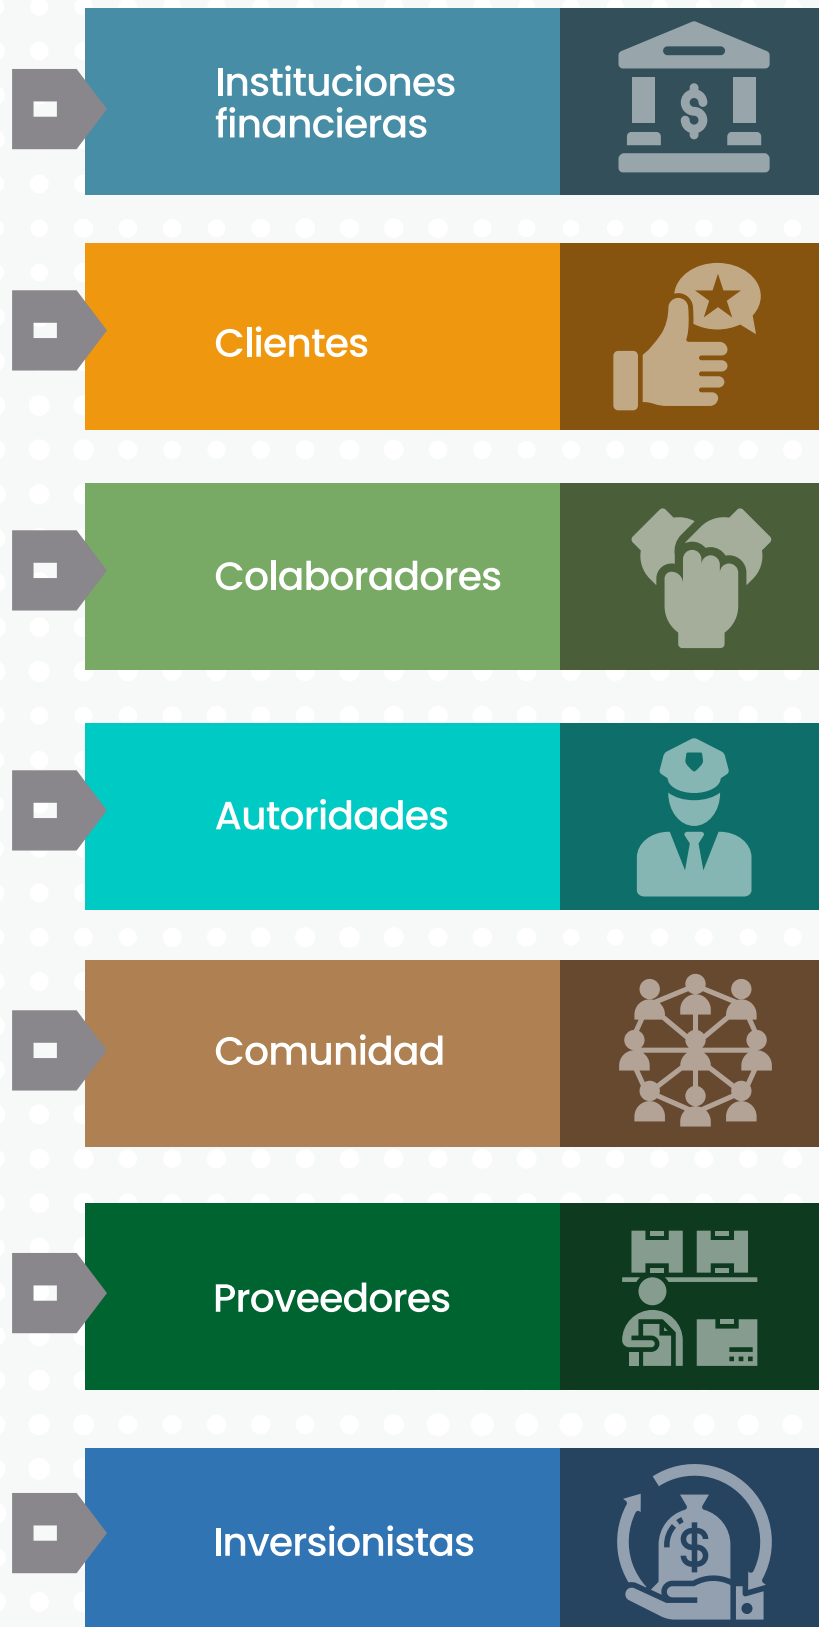 Instituciones
financieras
Clientes
Colaboradores
Autoridades
Comunidad
Proveedores
Inversionistas